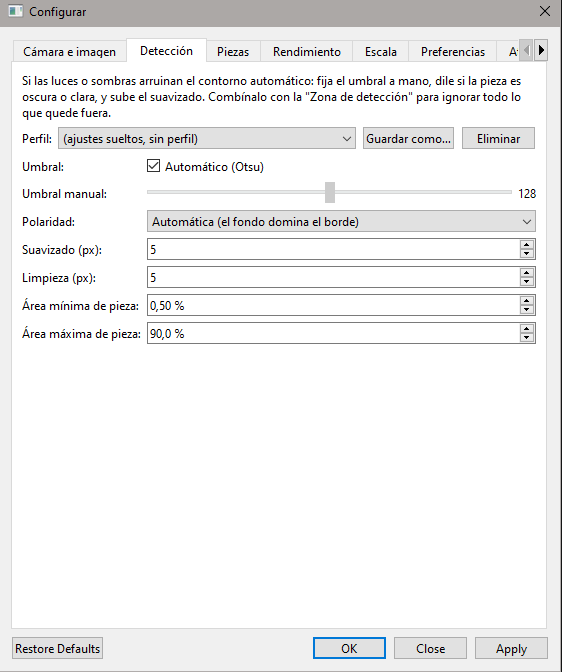 Configurar
Cámara e imagen Detección Piezas Rendimiento Escala Preferencias
Si las luces o sombras arruinan el contorno automático: fija el umbral a mano, dile si la pieza es
oscura o clara, y sube el suavizado. Combínalo con la "Zona de detección" para ignorar todo lo
que quede fuera.
Perfil: (ajustes sueltos, sin perfil) Guardar como... Eliminar
Umbral: Automático (Otsu)
Umbral manual: 128
Polaridad: Automática (el fondo domina el borde)
Suavizado (px): 5
Limpieza (px): 5
Área mínima de pieza: 0,50 %
Área máxima de pieza: 90,0 %
Restore Defaults OK Close Apply